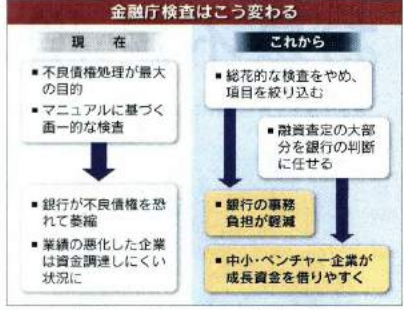 金融庁検査はこう変わる
現在
■不良債権処理が最大
の目的
■マニュアルに基づく
画一的な検査
■銀行が不良債権を恐
れて萎縮
■業績の悪化した企業
は資金調達しにくい
状況に
これから
■総花的な検査をやめ、
項目を絞り込む
■融資査定の大部
分を銀行の判断
に任せる
■銀行の事務
負担が軽減
■中小・ベンチャー企業が
成長資金を借りやすく